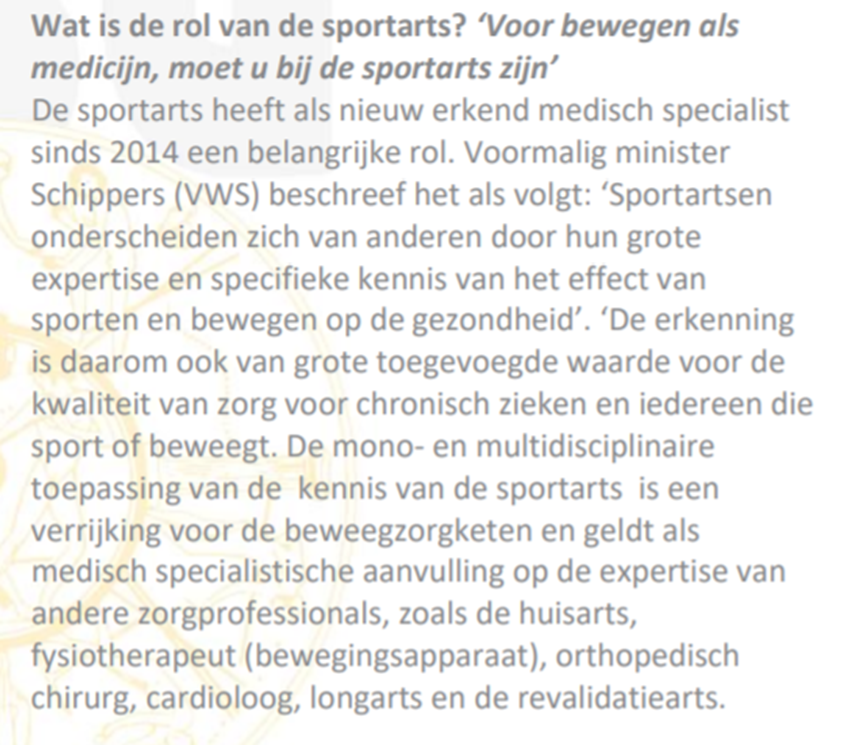 Wat is de rol van de sportarts? ‘Voor bewegen als
medicijn, moet u bij de sportarts zijn’
De sportarts heeft als nieuw erkend medisch specialist
sinds 2014 een belangrijke rol. Voormalig minister
Schippers (VWS) beschreef het als volgt: ‘Sportartsen
onderscheiden zich van anderen door hun grote
expertise en specifieke kennis van het effect van
sporten en bewegen op de gezondheid’. ‘De erkenning
is daarom ook van grote toegevoegde waarde voor de
kwaliteit van zorg voor chronisch zieken en iedereen die
sport of beweegt. De mono- en multidisciplinaire
toepassing van de  kennis van de sportarts  is een
verrijking voor de beweegzorgketen en geldt als
medisch specialistische aanvulling op de expertise van
andere zorgprofessionals, zoals de huisarts,
fysiotherapeut (bewegingsapparaat), orthopedisch
chirurg, cardioloog, longarts en de revalidatiearts.